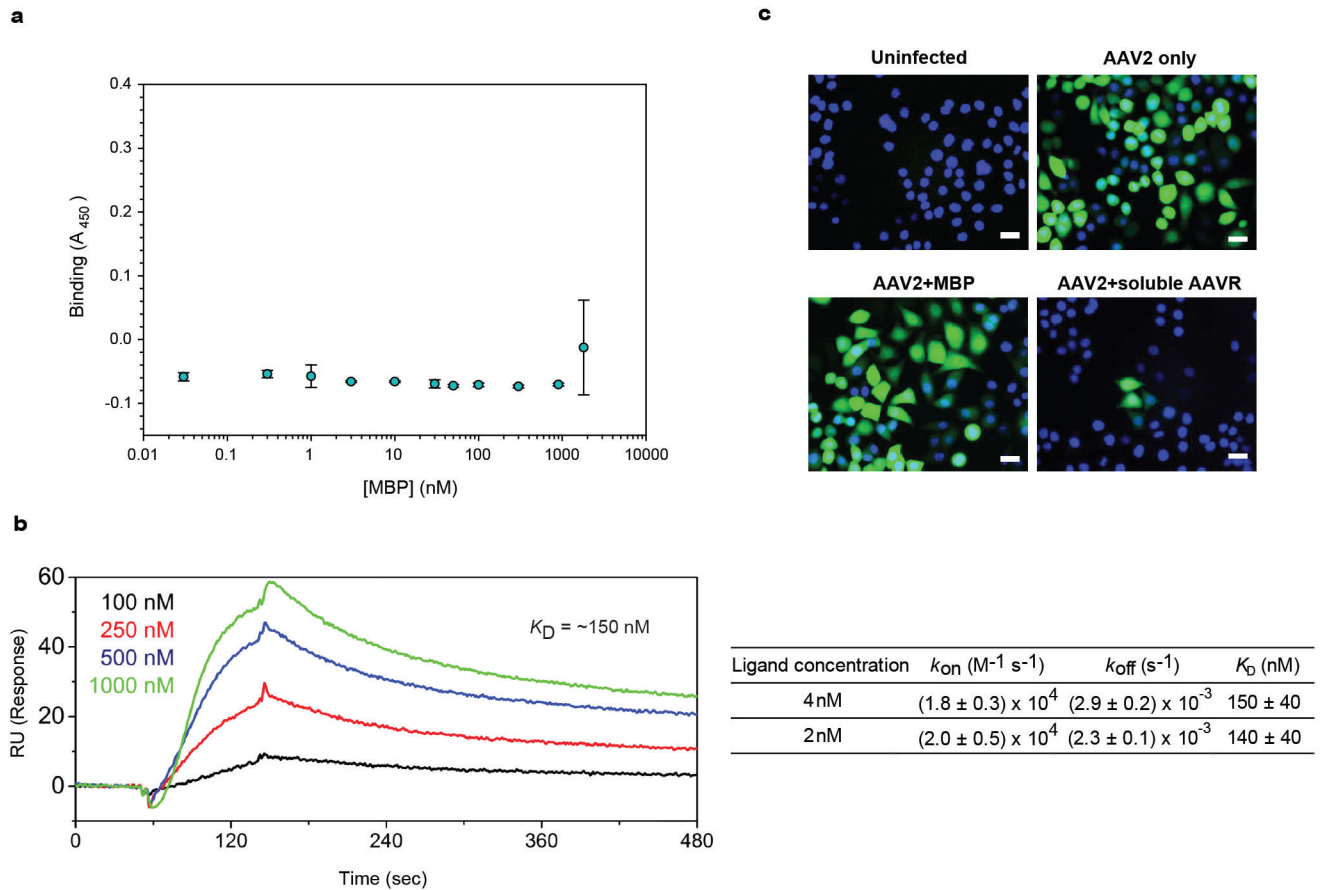 a
0.4
0.3
0.2
0.1
0.0
-0.1
Binding (A450)
0.01 0.1 1 10 100 1000 10000
[MBP] (nM)
c
Uninfected AAV2 only
AAV2+MBP AAV2+soluble AAVR
b
60
40
20
0
RU (Response)
100 nM
250 nM
500 nM
1000 nM
KD = ~150 nM
0 120 240 360 480
Time (sec)
Ligand concentration kon (M-1 s-1) koff (s-1) KD (nM)
4nM (1.8 ± 0.3) x 10^4 (2.9 ± 0.2) x 10^-3 150 ± 40
2nM (2.0 ± 0.5) x 10^4 (2.3 ± 0.1) x 10^-3 140 ± 40